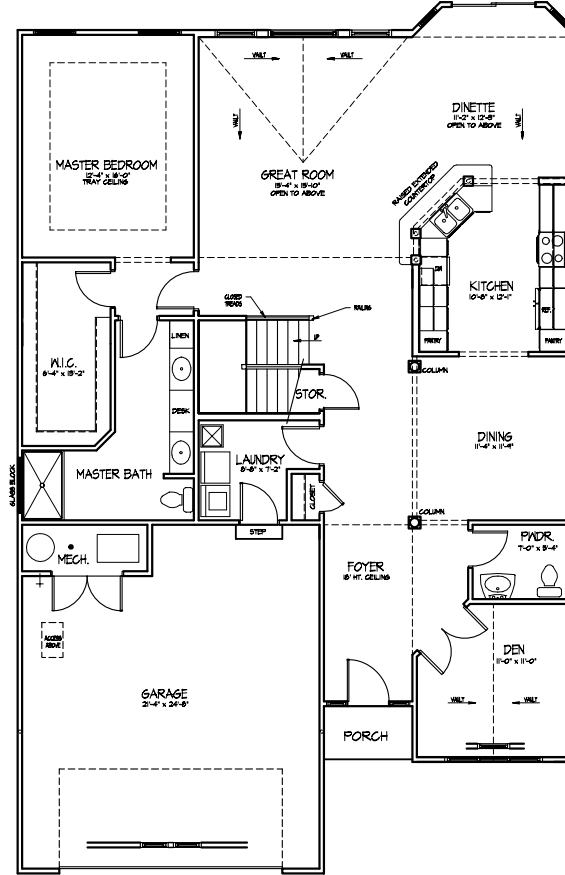 VAULT
VAULT
VAULT
DINETTE
11'-2" x 12'-8"
OPEN TO ABOVE
VAULT
MASTER BEDROOM
12'-4" x 16'-0"
TRAY CEILING
GREAT ROOM
15'-4" x 15'-10"
OPEN TO ABOVE
RAISED EXTENDED
COUNTERTOP
DW
KITCHEN
10'-8" x 12'-1"
REF.
PANTRY
PANTRY
CLOSED
TREADS
RAILING
UP
LINEN
W.I.C.
6'-4" x 13'-2"
DESK
STOR.
COLUMN
DINING
11'-4" x 11'-9"
LAUNDRY
8'-8" x 7'-2"
MASTER BATH
GLASS BLOCK
CLOSET
COLUMN
STEP
MECH.
FOYER
18' HT. CEILING
PWDR.
7'-0" x 5'-4"
ACCESS
ABOVE
DEN
11'-0" x 11'-0"
VAULT
VAULT
GARAGE
21'-4" x 24'-8"
PORCH